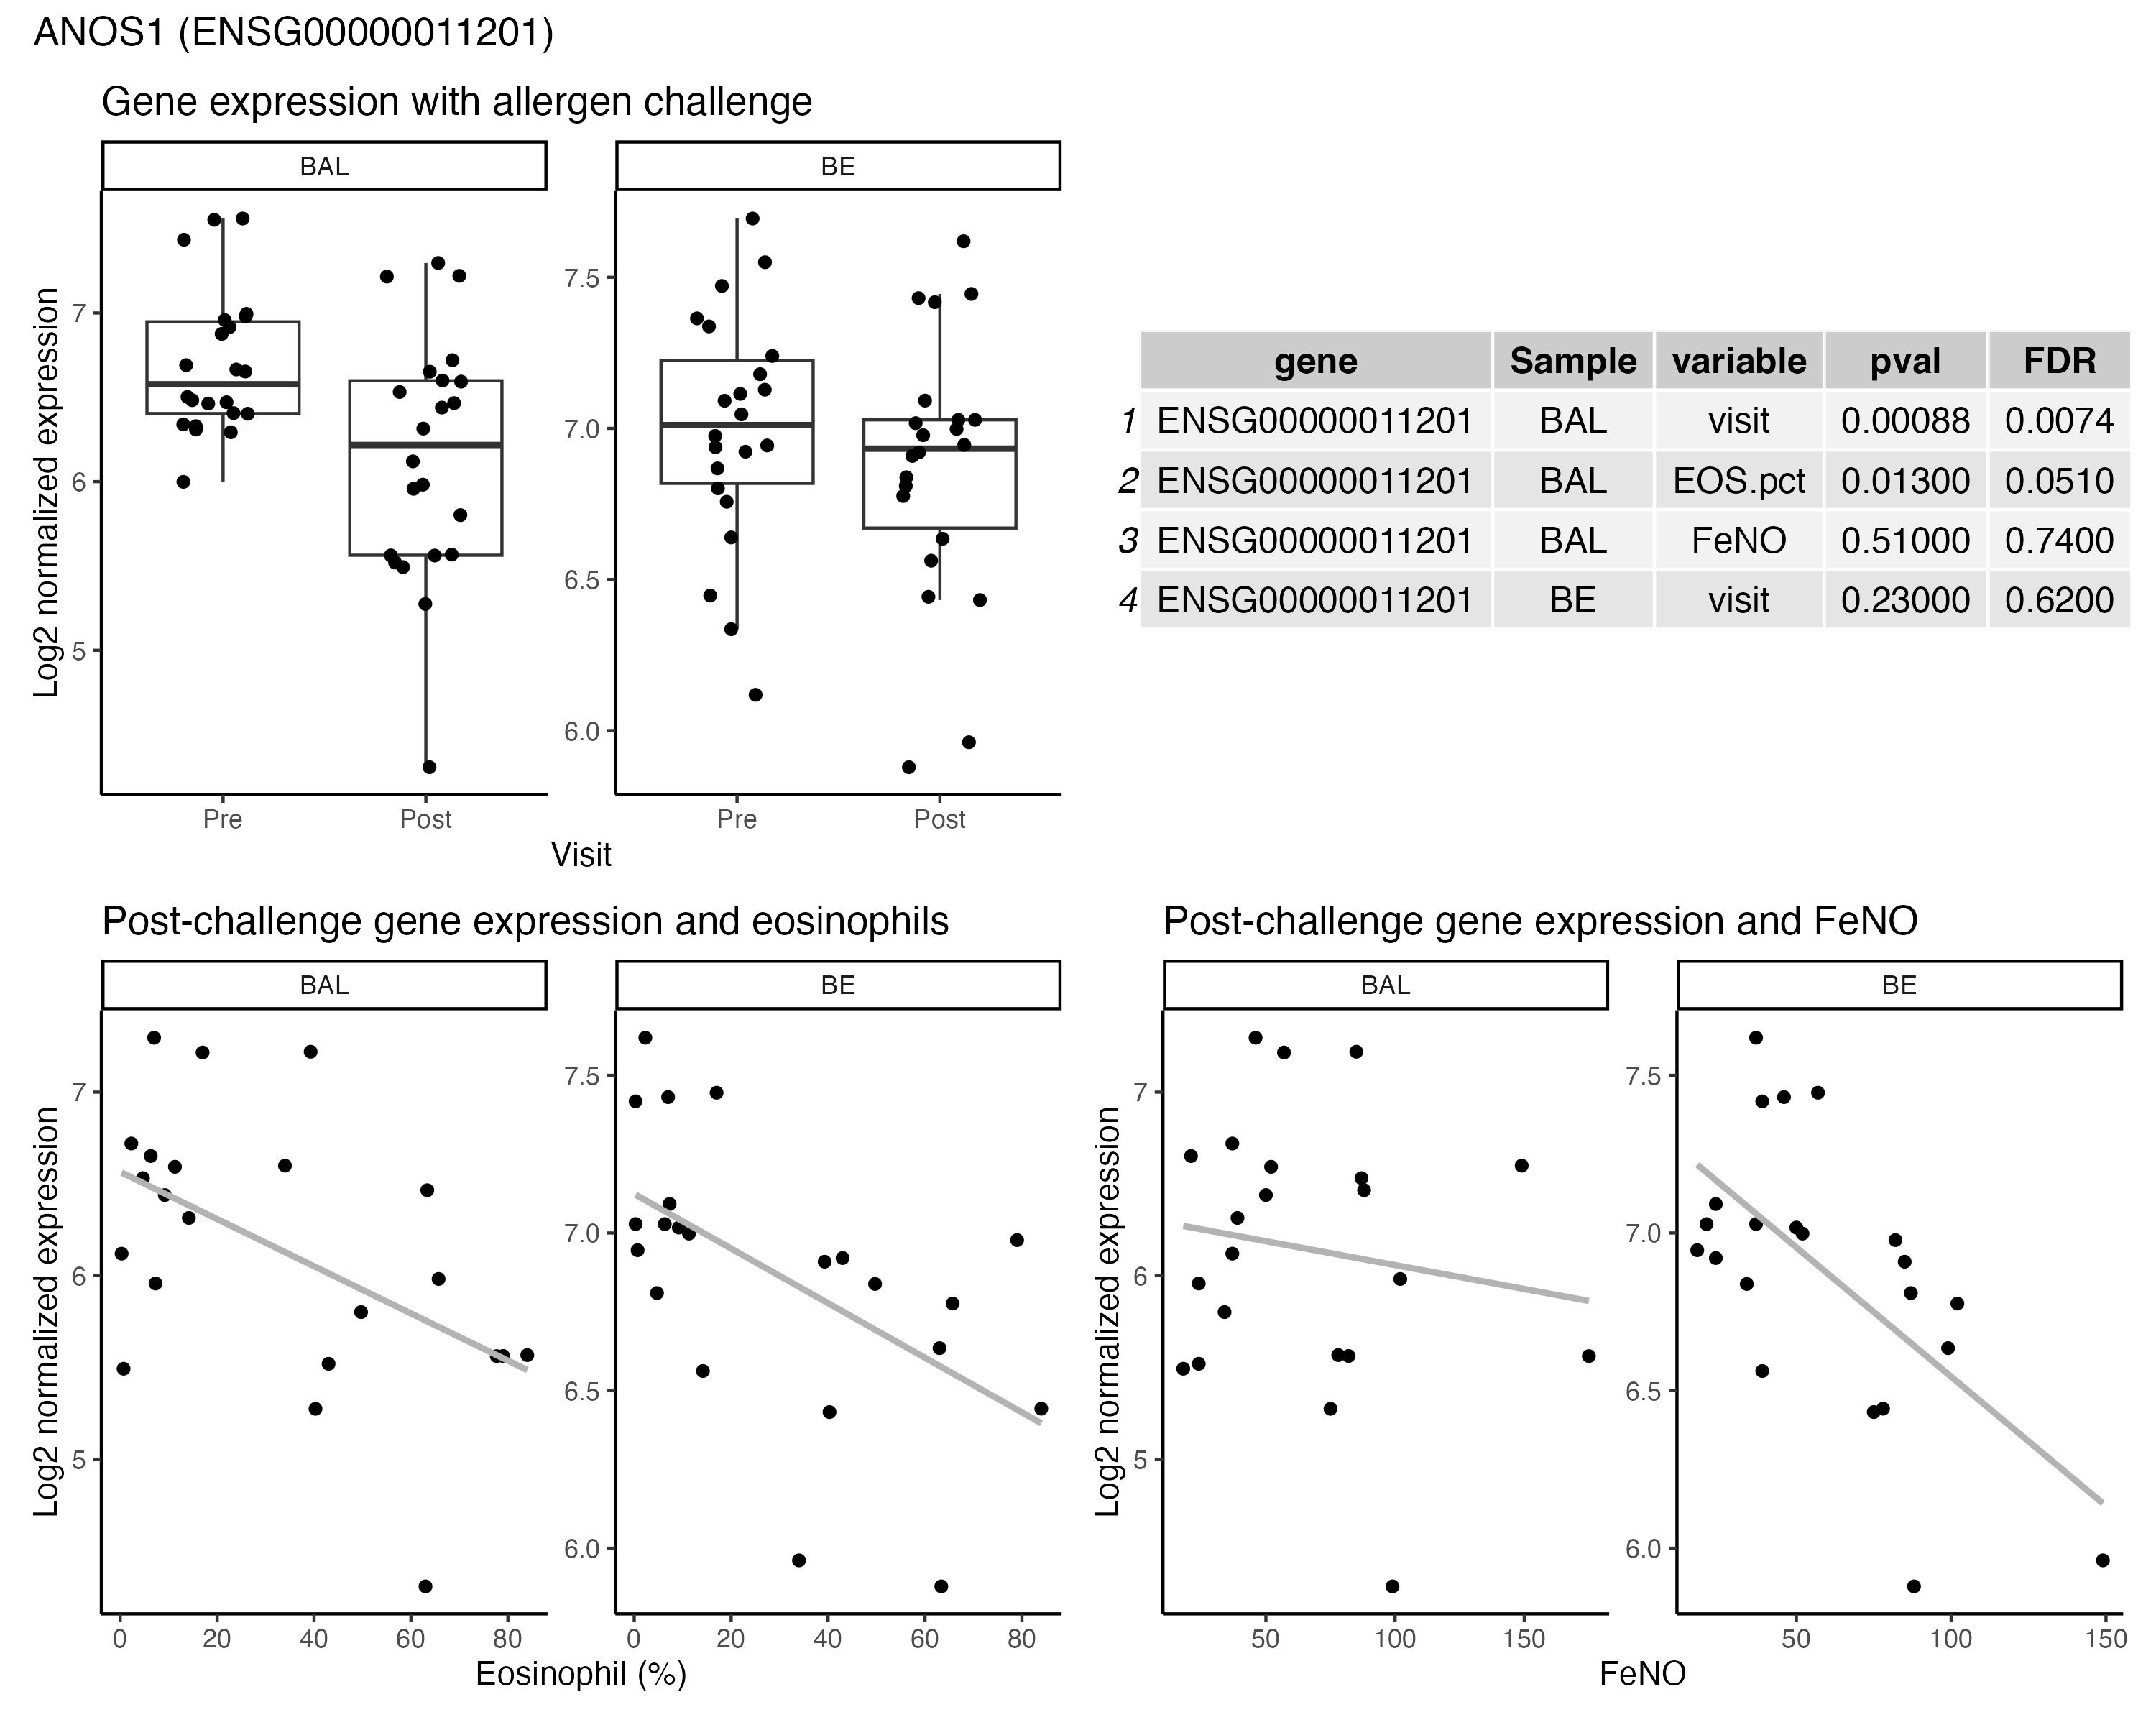 ANOS1 (ENSG00000011201)
Gene expression with allergen challenge
BAL
BE
Log2 normalized expression
7
6
5
7.5
7.0
6.5
6.0
Pre
Post
Pre
Post
Visit
gene Sample variable pval FDR
1 ENSG00000011201 BAL visit 0.00088 0.0074
2 ENSG00000011201 BAL EOS.pct 0.01300 0.0510
3 ENSG00000011201 BAL FeNO 0.51000 0.7400
4 ENSG00000011201 BE visit 0.23000 0.6200
Post-challenge gene expression and eosinophils
BAL
BE
Log2 normalized expression
7
6
5
7.5
7.0
6.5
6.0
0 20 40 60 80
0 20 40 60 80
Eosinophil (%)
Post-challenge gene expression and FeNO
BAL
BE
Log2 normalized expression
7
6
5
7.5
7.0
6.5
6.0
50 100 150
50 100 150
FeNO